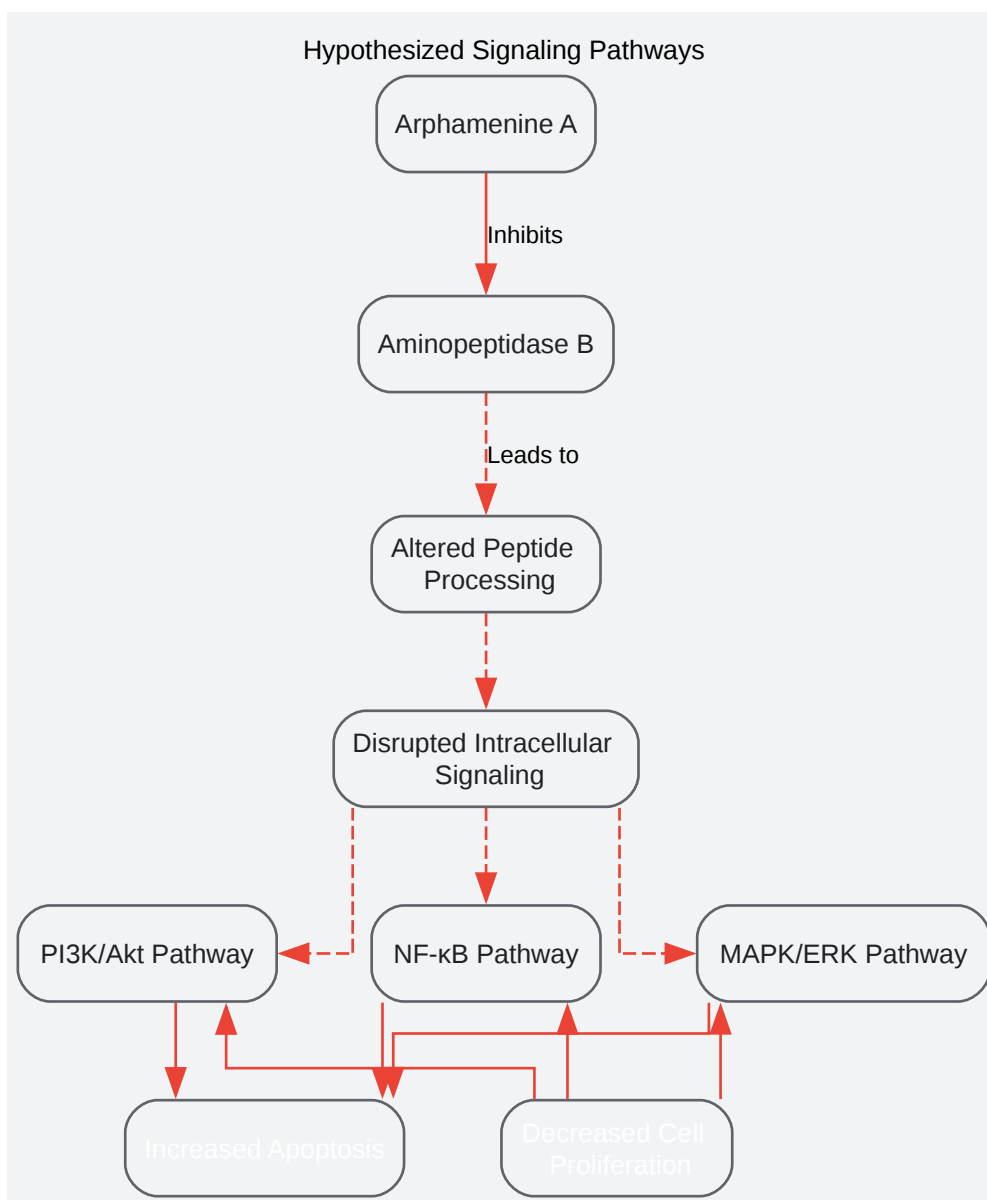 Hypothesized Signaling Pathways
Arphamenine A
Inhibits
Aminopeptidase B
Leads to
Altered Peptide
Processing
Disrupted Intracellular
Signaling
PI3K/Akt Pathway
NF-κB Pathway
MAPK/ERK Pathway
Increased Apoptosis
Decreased Cell
Proliferation